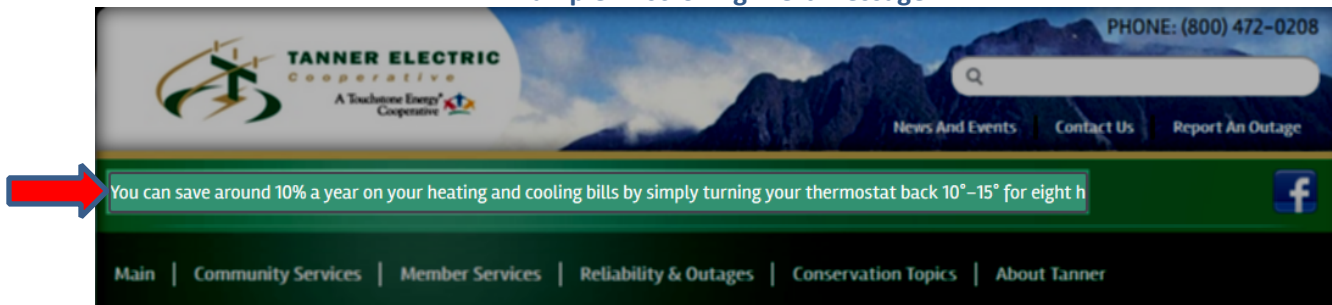 PHONE: (800) 472-0208
TANNER ELECTRIC
Cooperative
A Touchstone Energy®
Cooperative
News And Events Contact Us Report An Outage
You can save around 10% a year on your heating and cooling bills by simply turning your thermostat back 10°-15° for eight h
f
Main | Community Services | Member Services | Reliability & Outages | Conservation Topics | About Tanner